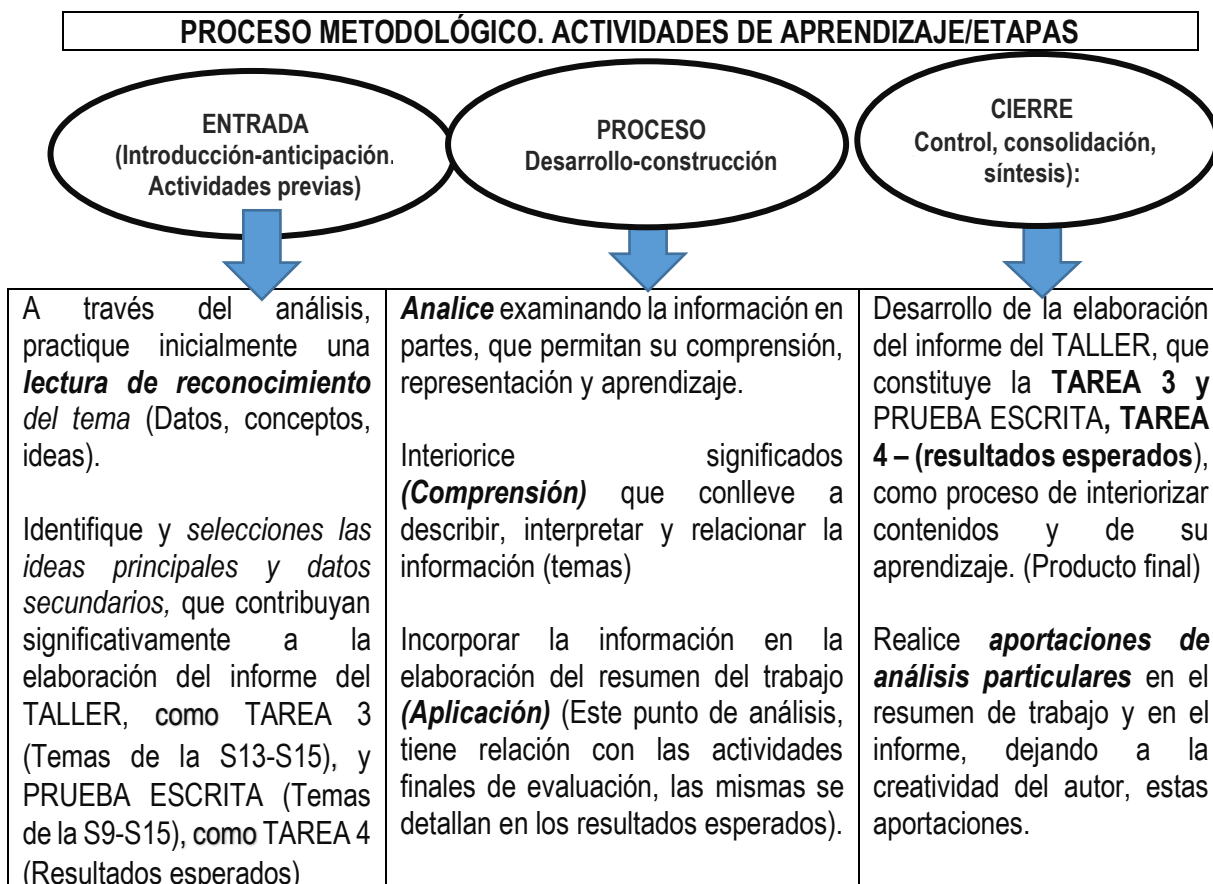 PROCESO METODOLÓGICO. ACTIVIDADES DE APRENDIZAJE/ETAPAS
ENTRADA
(Introducción-anticipación.
Actividades previas)
PROCESO
Desarrollo-construcción
CIERRE
Control, consolidación,
síntesis):
A través del análisis,
practique inicialmente una
lectura de reconocimiento
del tema (Datos, conceptos,
ideas).
Identifique y selecciones las
ideas principales y datos
secundarios, que contribuyan
significativamente a la
elaboración del informe del
TALLER, como TAREA 3
(Temas de la S13-S15), y
PRUEBA ESCRITA (Temas
de la S9-S15), como TAREA 4
(Resultados esperados)
Analice examinando la información en
partes, que permitan su comprensión,
representación y aprendizaje.
Interiorice significados
(Comprensión) que conlleve a
describir, interpretar y relacionar la
información (temas)
Incorporar la información en la
elaboración del resumen del trabajo
(Aplicación) (Este punto de análisis,
tiene relación con las actividades
finales de evaluación, las mismas se
detallan en los resultados esperados).
Desarrollo de la elaboración
del informe del TALLER, que
constituye la TAREA 3 y
PRUEBA ESCRITA, TAREA
4 – (resultados esperados),
como proceso de interiorizar
contenidos y de su
aprendizaje. (Producto final)
Realice aportaciones de
análisis particulares en el
resumen de trabajo y en el
informe, dejando a la
creatividad del autor, estas
aportaciones.